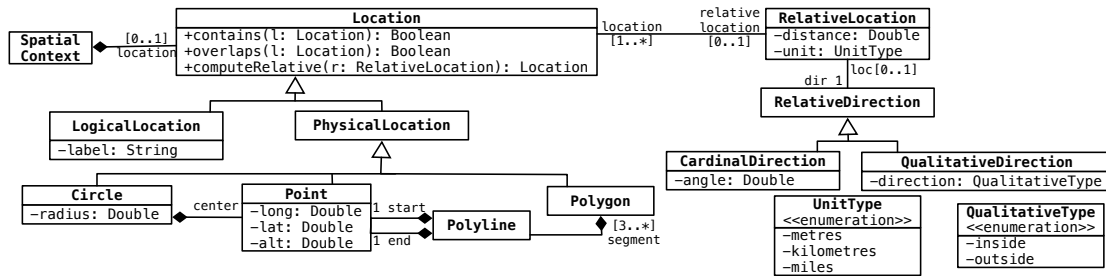 Spatial
Context
[0..1]
location
Location
+contains(l: Location): Boolean
+overlaps(l: Location): Boolean
+computeRelative(r: RelativeLocation): Location
location
[1..*]
relative
location
[0..1]
RelativeLocation
−distance: Double
−unit: UnitType
loc[0..1]
dir 1
RelativeDirection
LogicalLocation
−label: String
PhysicalLocation
CardinalDirection
−angle: Double
QualitativeDirection
−direction: QualitativeType
Circle
−radius: Double
center
Point
−long: Double
−lat: Double
−alt: Double
1 start
1 end
Polyline
Polygon
[3..*]
segment
UnitType
<<enumeration>>
−metres
−kilometres
−miles
QualitativeType
<<enumeration>>
−inside
−outside